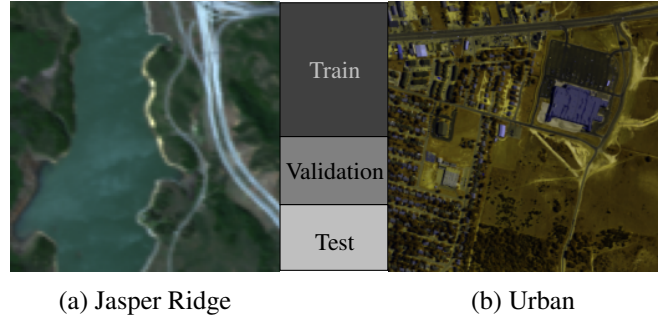 Train
Validation
Test
(a) Jasper Ridge
(b) Urban